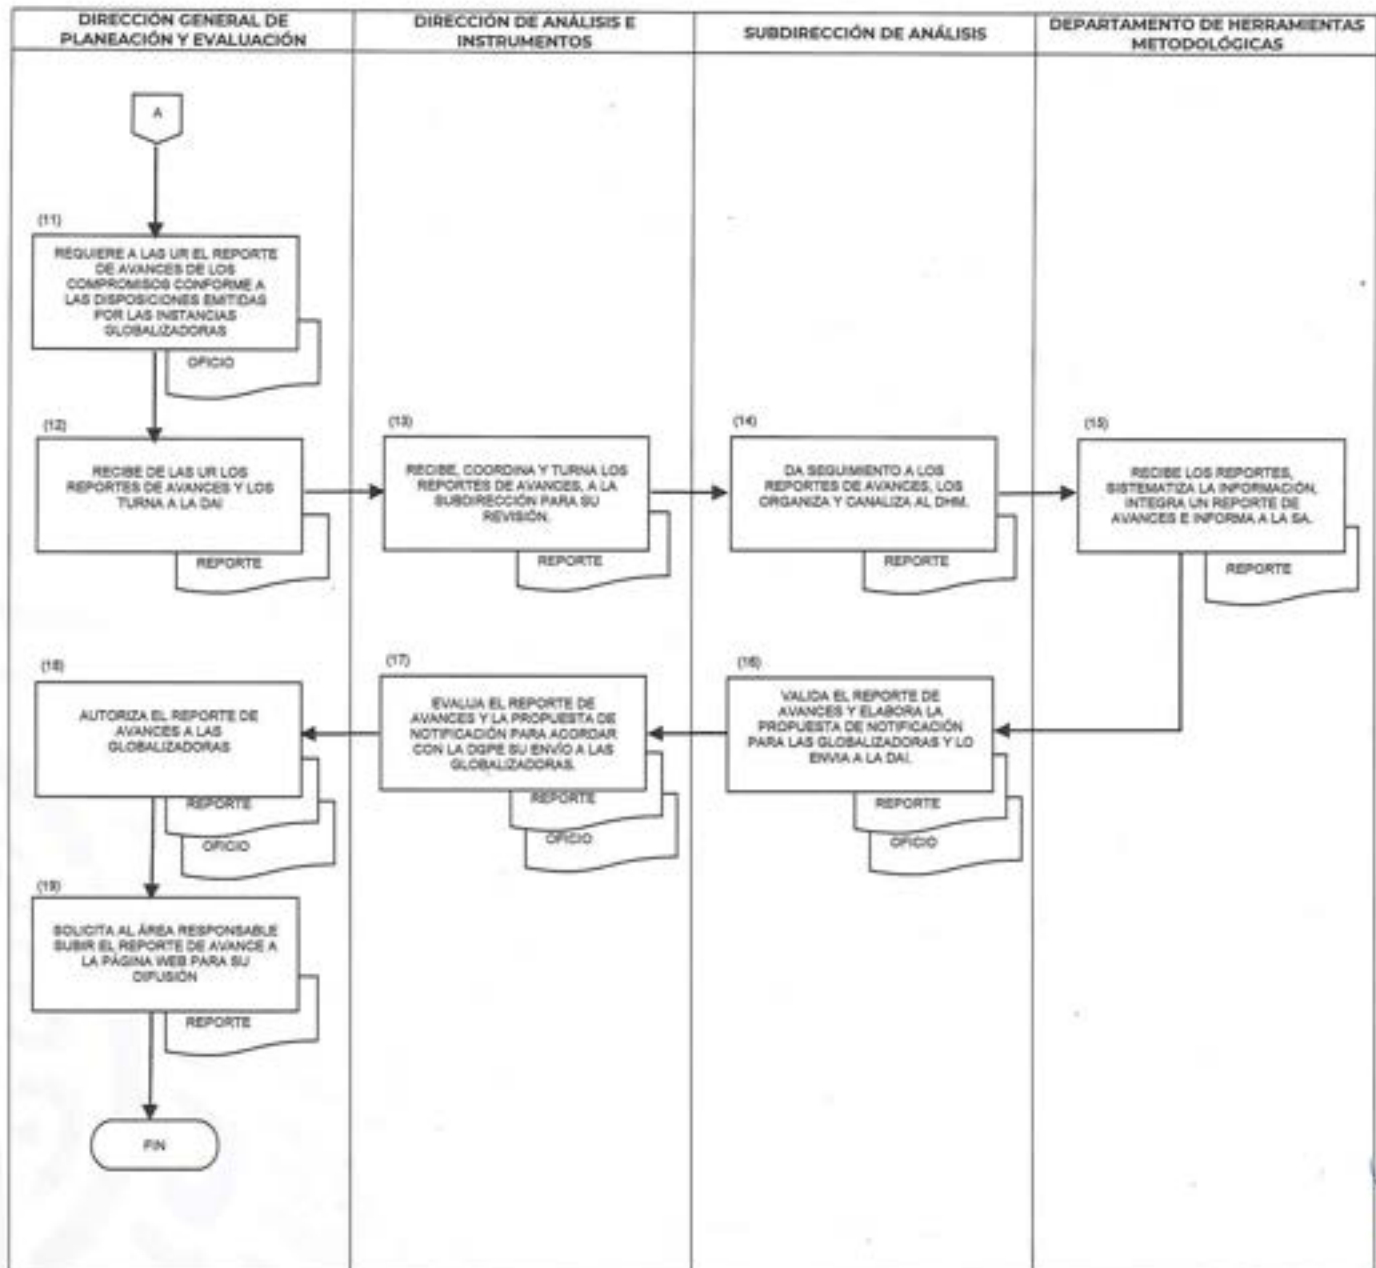 DIRECCIÓN GENERAL DE
PLANEACIÓN Y EVALUACIÓN
DIRECCIÓN DE ANÁLISIS E
INSTRUMENTOS
SUBDIRECCIÓN DE ANÁLISIS
DEPARTAMENTO DE HERRAMIENTAS
METODOLÓGICAS
A
(11)
REQUIERE A LAS UR EL REPORTE
DE AVANCES DE LOS
COMPROMISOS CONFORME A
LAS DISPOSICIONES EMITIDAS
POR LAS INSTANCIAS
GLOBALIZADORAS
OFICIO
(12)
RECIBE DE LAS UR LOS
REPORTES DE AVANCES Y LOS
TURNA A LA DAI
REPORTE
(13)
RECIBE, COORDINA Y TURNA LOS
REPORTES DE AVANCES, A LA
SUBDIRECCIÓN PARA SU
REVISIÓN.
REPORTE
(14)
DA SEGUIMIENTO A LOS
REPORTES DE AVANCES, LOS
ORGANIZA Y CANALIZA AL DHM.
REPORTE
(15)
RECIBE LOS REPORTES,
SISTEMATIZA LA INFORMACIÓN,
INTEGRA UN REPORTE DE
AVANCES E INFORMA A LA SA.
REPORTE
(16)
VALIDA EL REPORTE DE
AVANCES Y ELABORA LA
PROPUESTA DE NOTIFICACIÓN
PARA LAS GLOBALIZADORAS Y LO
ENVIA A LA DAI.
REPORTE
OFICIO
(17)
EVALUA EL REPORTE DE
AVANCES Y LA PROPUESTA DE
NOTIFICACIÓN PARA ACORDAR
CON LA DGPE SU ENVÍO A LAS
GLOBALIZADORAS.
REPORTE
OFICIO
(18)
AUTORIZA EL REPORTE DE
AVANCES A LAS
GLOBALIZADORAS
REPORTE
OFICIO
(19)
SOLICITA AL ÁREA RESPONSABLE
SUBIR EL REPORTE DE AVANCE A
LA PÁGINA WEB PARA SU
DIFUSIÓN
REPORTE
FIN